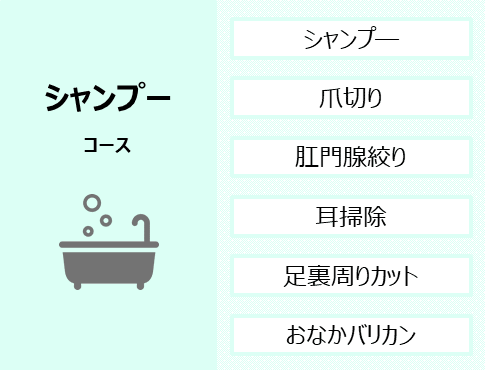 シャンプー
コース
シャンプ―
爪切り
肛門腺絞り
耳掃除
足裏周りカット
おなかバリカン